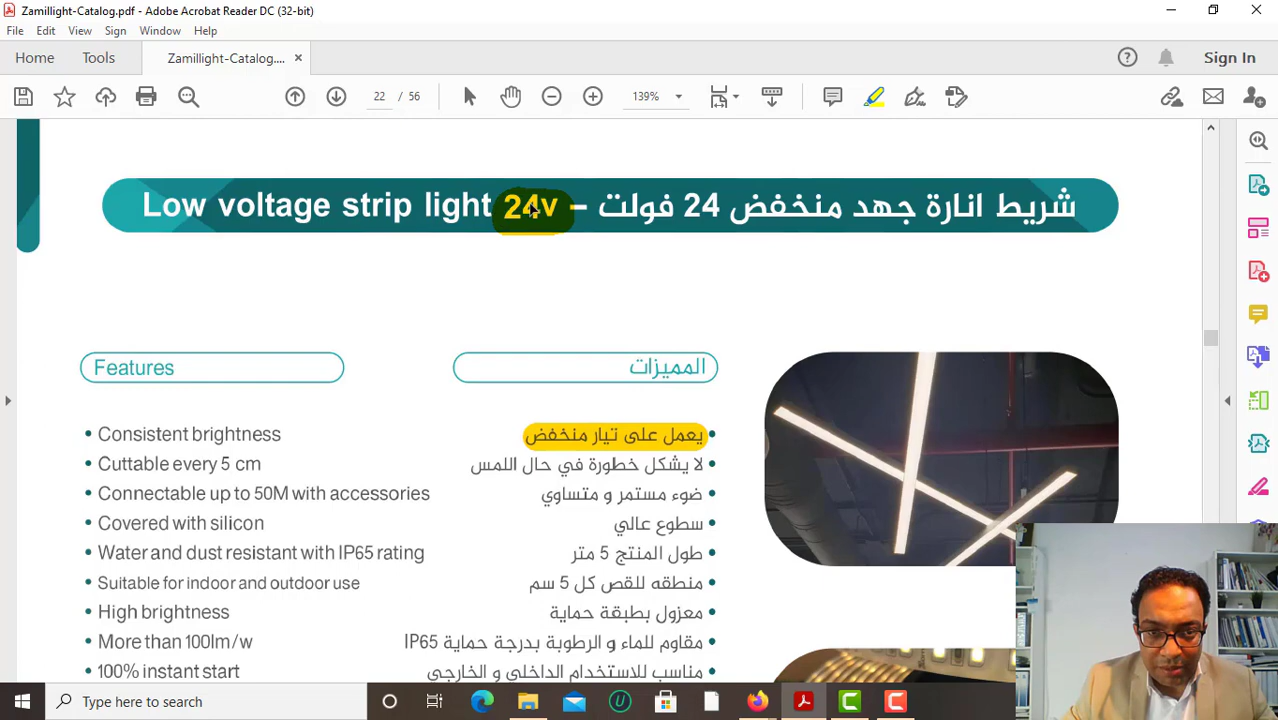 Zamillight-Catalog.pdf - Adobe Acrobat Reader DC (32-bit)
File Edit View Sign Window Help
Home Tools Zamillight-Catalog.... × Sign In
22 / 56 139%
Low voltage strip light 24v – شريط انارة جهد منخفض 24 فولت
Features
Consistent brightness
Cuttable every 5 cm
Connectable up to 50M with accessories
Covered with silicon
Water and dust resistant with IP65 rating
Suitable for indoor and outdoor use
High brightness
More than 100lm/w
100% instant start
المميزات
يعمل على تيار منخفض
لا يشكل خطورة في حال اللمس
ضوء مستمر و متساوي
سطوع عالي
طول المنتج 5 متر
منطقه للقص كل 5 سم
معزول بطبقة حماية
مقاوم للماء و الرطوبة بدرجة حماية IP65
مناسب للاستخدام الداخلي و الخارجي
Type here to search